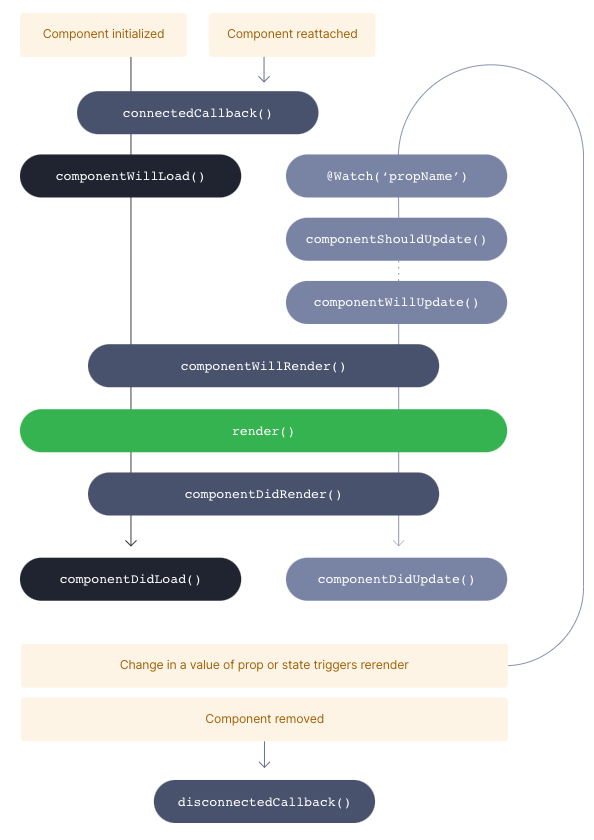 Component initialized
Component reattached
connectedCallback()
componentWillLoad()
@Watch(‘propName’)
componentShouldUpdate()
componentWillUpdate()
componentWillRender()
render()
componentDidRender()
componentDidLoad()
componentDidUpdate()
Change in a value of prop or state triggers rerender
Component removed
disconnectedCallback()